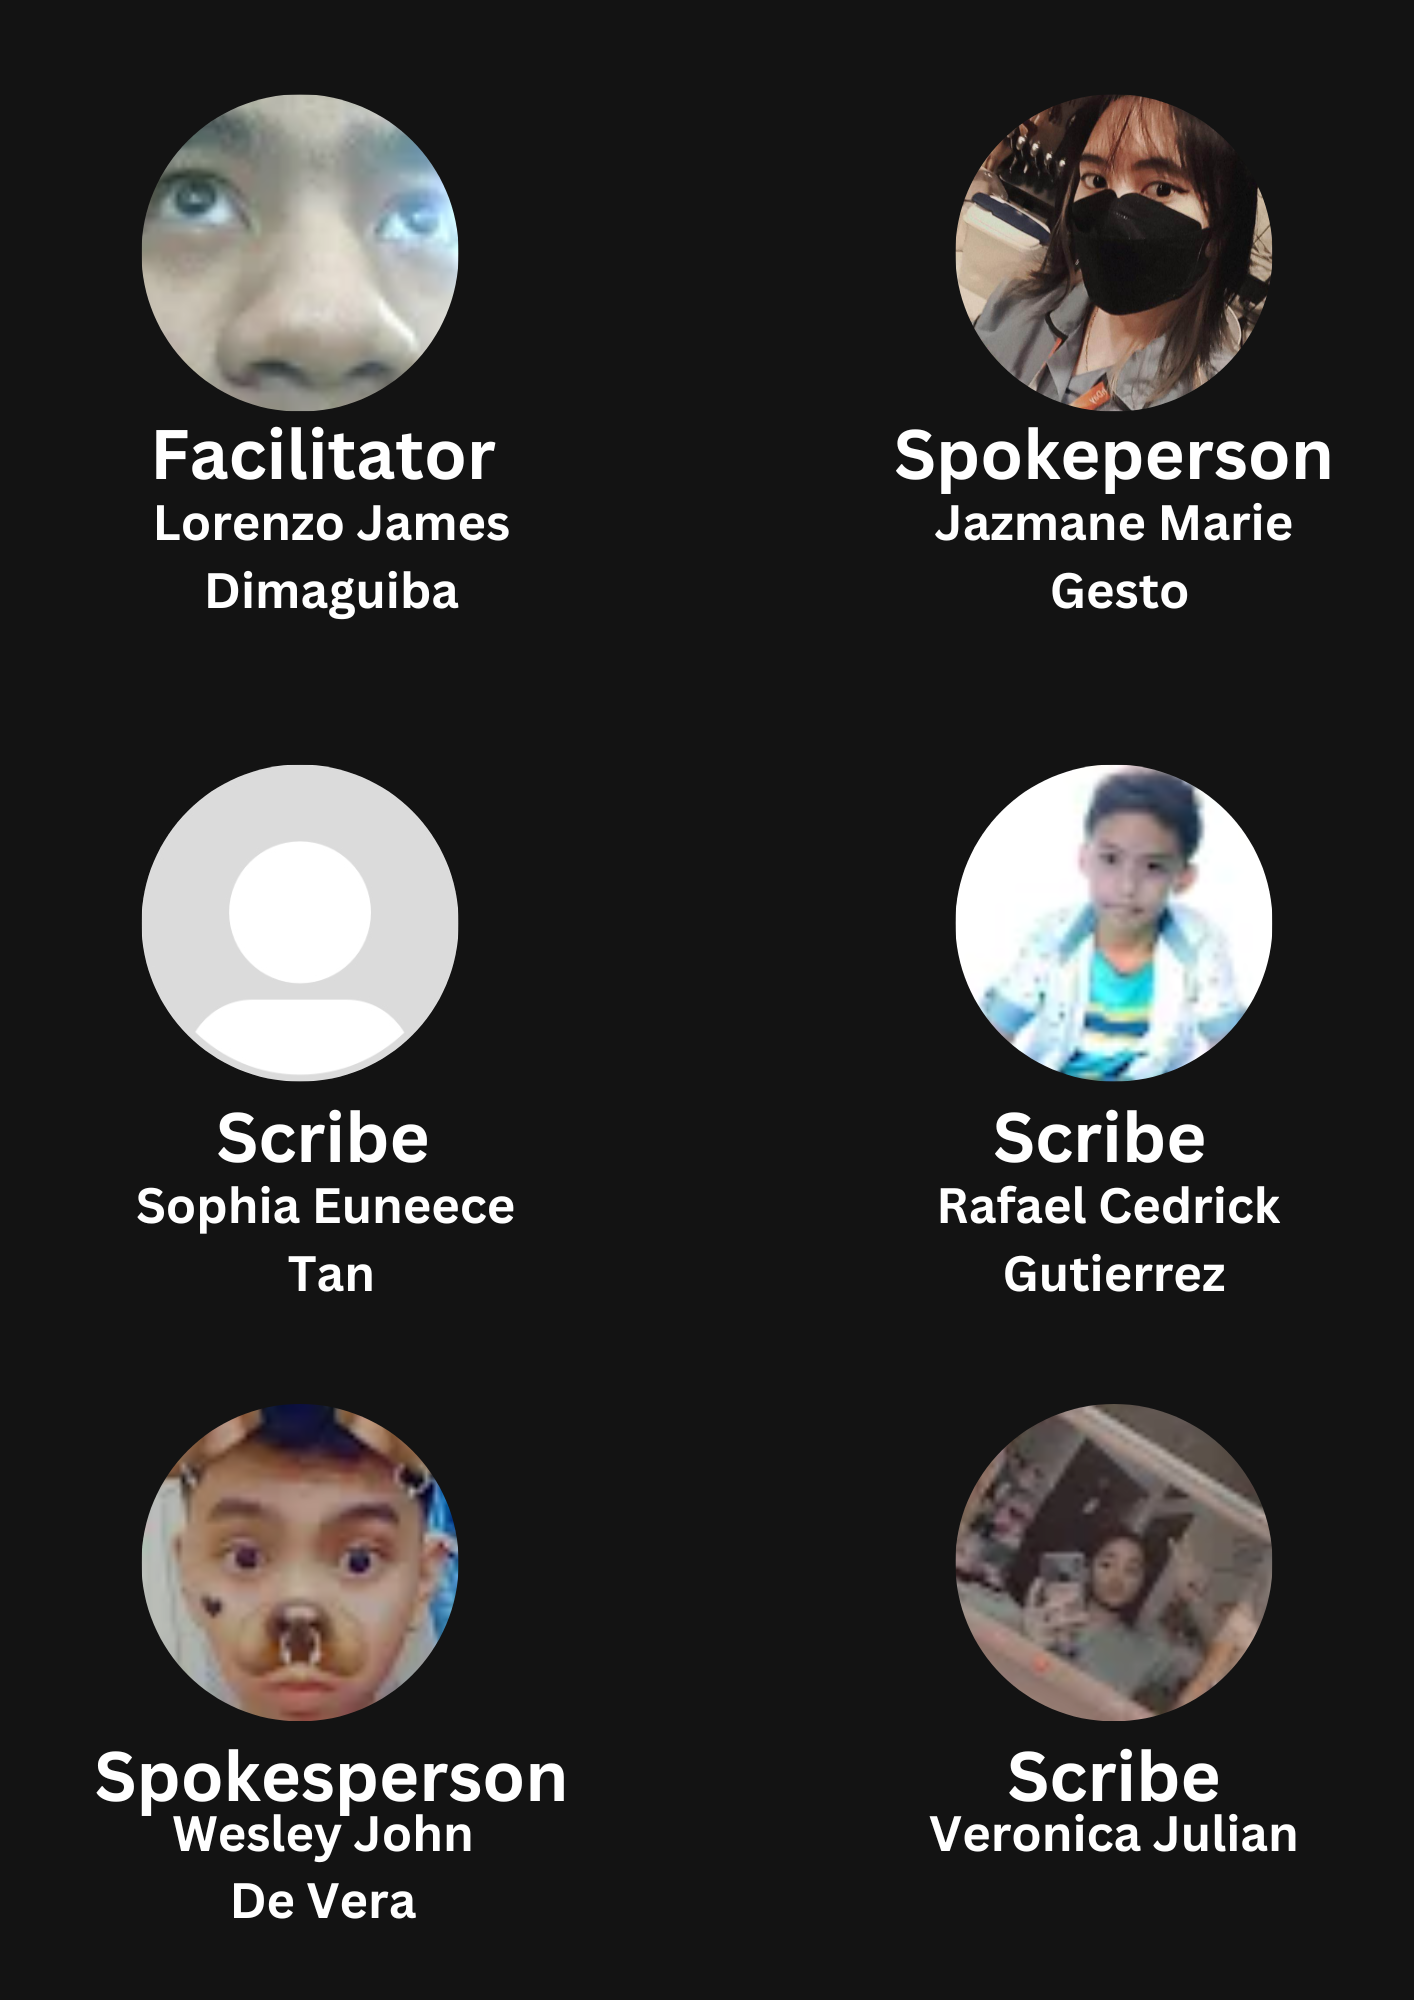 Facilitator
Lorenzo James
Dimaguiba
Spokeperson
Jazmane Marie
Gesto
Scribe
Sophia Euneece
Tan
Scribe
Rafael Cedrick
Gutierrez
Spokesperson
Wesley John
De Vera
Scribe
Veronica Julian